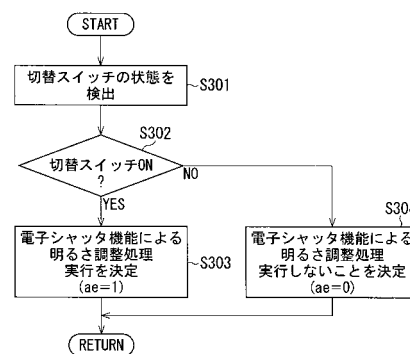 START
切替スイッチの状態を
検出
S301
S302
切替スイッチON
?
NO
YES
電子シャッタ機能による
明るさ調整処理
実行を決定
(ae=1)
S303
電子シャッタ機能による
明るさ調整処理
実行しないことを決定
(ae=0)
RETURN